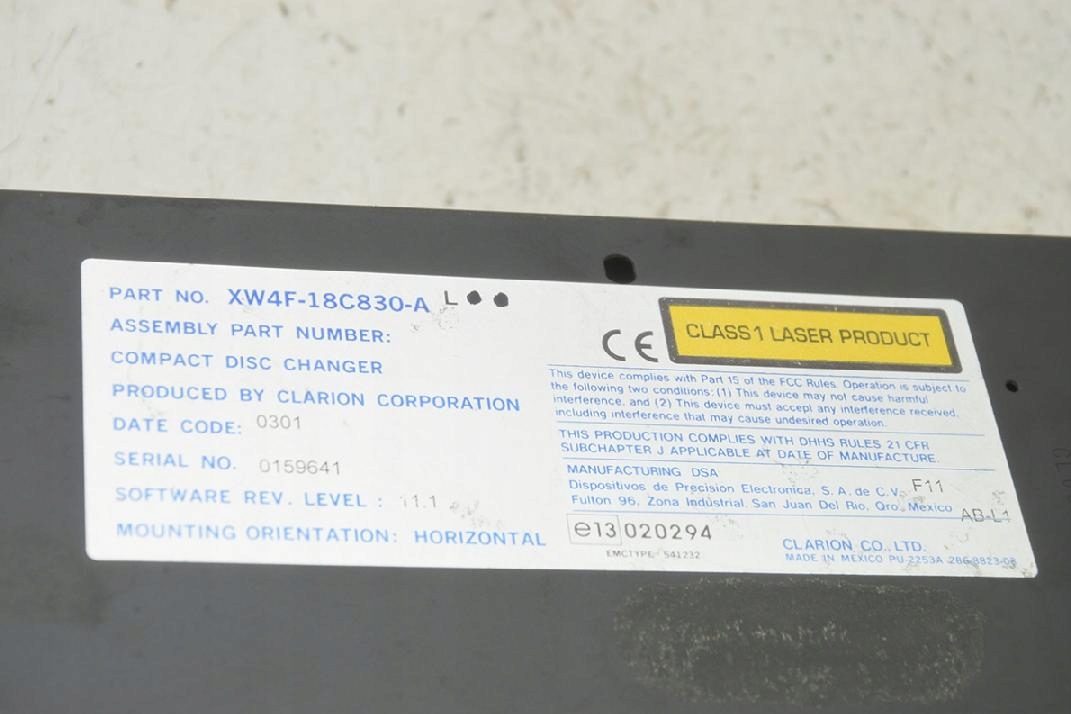 PART NO. XW4F-18C830-A L ● ●
ASSEMBLY PART NUMBER:
COMPACT DISC CHANGER
PRODUCED BY CLARION CORPORATION
DATE CODE: 0301
SERIAL NO. 0159641
SOFTWARE REV. LEVEL : 11.1
MOUNTING ORIENTATION: HORIZONTAL
CE
CLASS 1 LASER PRODUCT
This device complies with Part 15 of the FCC Rules. Operation is subject to
the following two conditions: (1) This device may not cause harmful
interference, and (2) This device must accept any interference received,
including interference that may cause undesired operation.
THIS PRODUCTION COMPLIES WITH DHHS RULES 21 CFR
SUBCHAPTER J APPLICABLE AT DATE OF MANUFACTURE.
MANUFACTURING DSA
Dispositivos de Precision Electronica, S. A. de C.V. F11
Fulton 96, Zona Industrial, San Juan Del Rio, Qro, Mexico AB-L1
e13 020294
EMCTYPE: 541232
CLARION CO., LTD.
MADE IN MEXICO PU-2253A